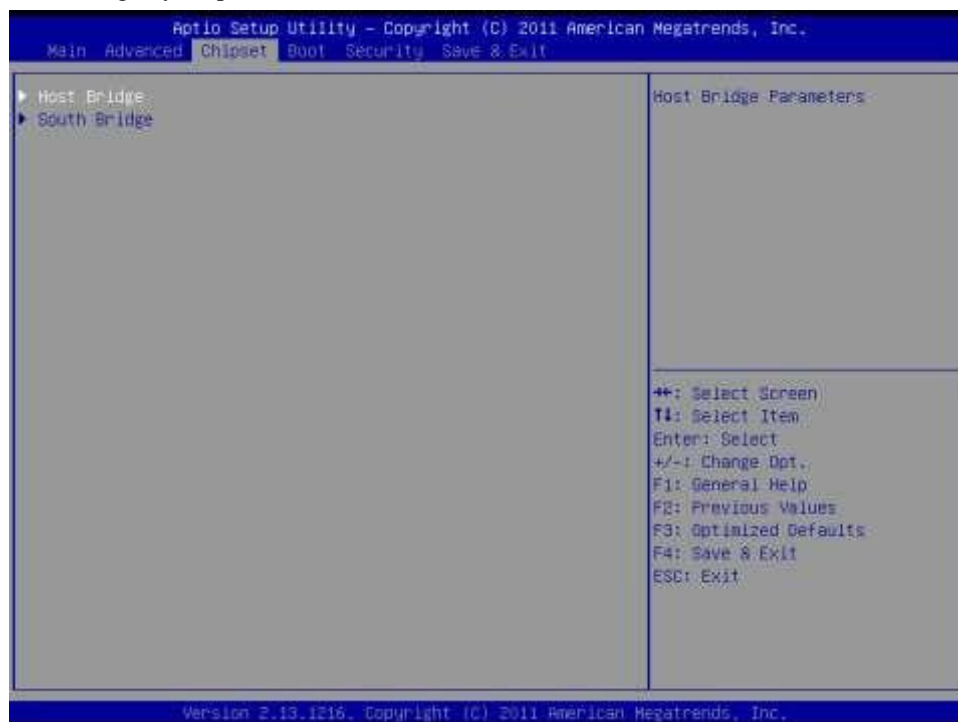 Aptio Setup Utility – Copyright (C) 2011 American Megatrends, Inc.
Main Advanced Chipset Boot Security Save & Exit
▶ Host Bridge
▶ South Bridge
Host Bridge Parameters
→←: Select Screen
↑↓: Select Item
Enter: Select
+/-: Change Opt.
F1: General Help
F2: Previous Values
F3: Optimized Defaults
F4: Save & Exit
ESC: Exit
Version 2.13.1216. Copyright (C) 2011 American Megatrends, Inc.